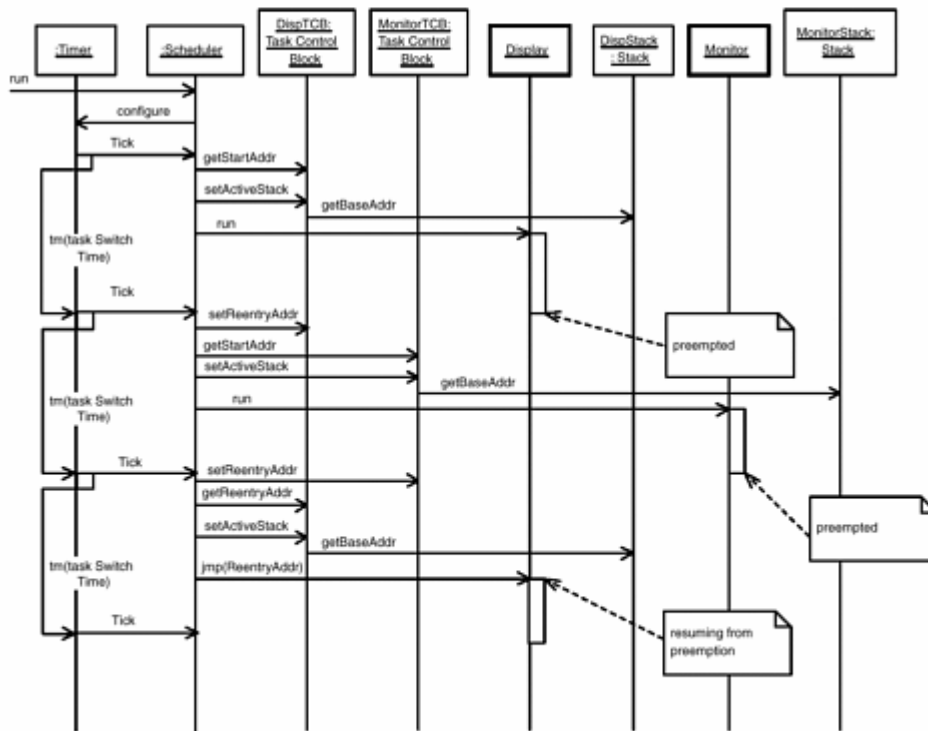 :Timer
:Scheduler
DispTCB:
Task Control
Block
MonitorTCB:
Task Control
Block
Display
DispStack
: Stack
Monitor
MonitorStack:
Stack
run
configure
Tick
getStartAddr
setActiveStack
getBaseAddr
run
tm(task Switch
Time)
Tick
setReentryAddr
preempted
getStartAddr
setActiveStack
getBaseAddr
run
tm(task Switch
Time)
Tick
setReentryAddr
getReentryAddr
preempted
setActiveStack
getBaseAddr
tm(task Switch
Time)
jmp(ReentryAddr)
Tick
resuming from
preemption